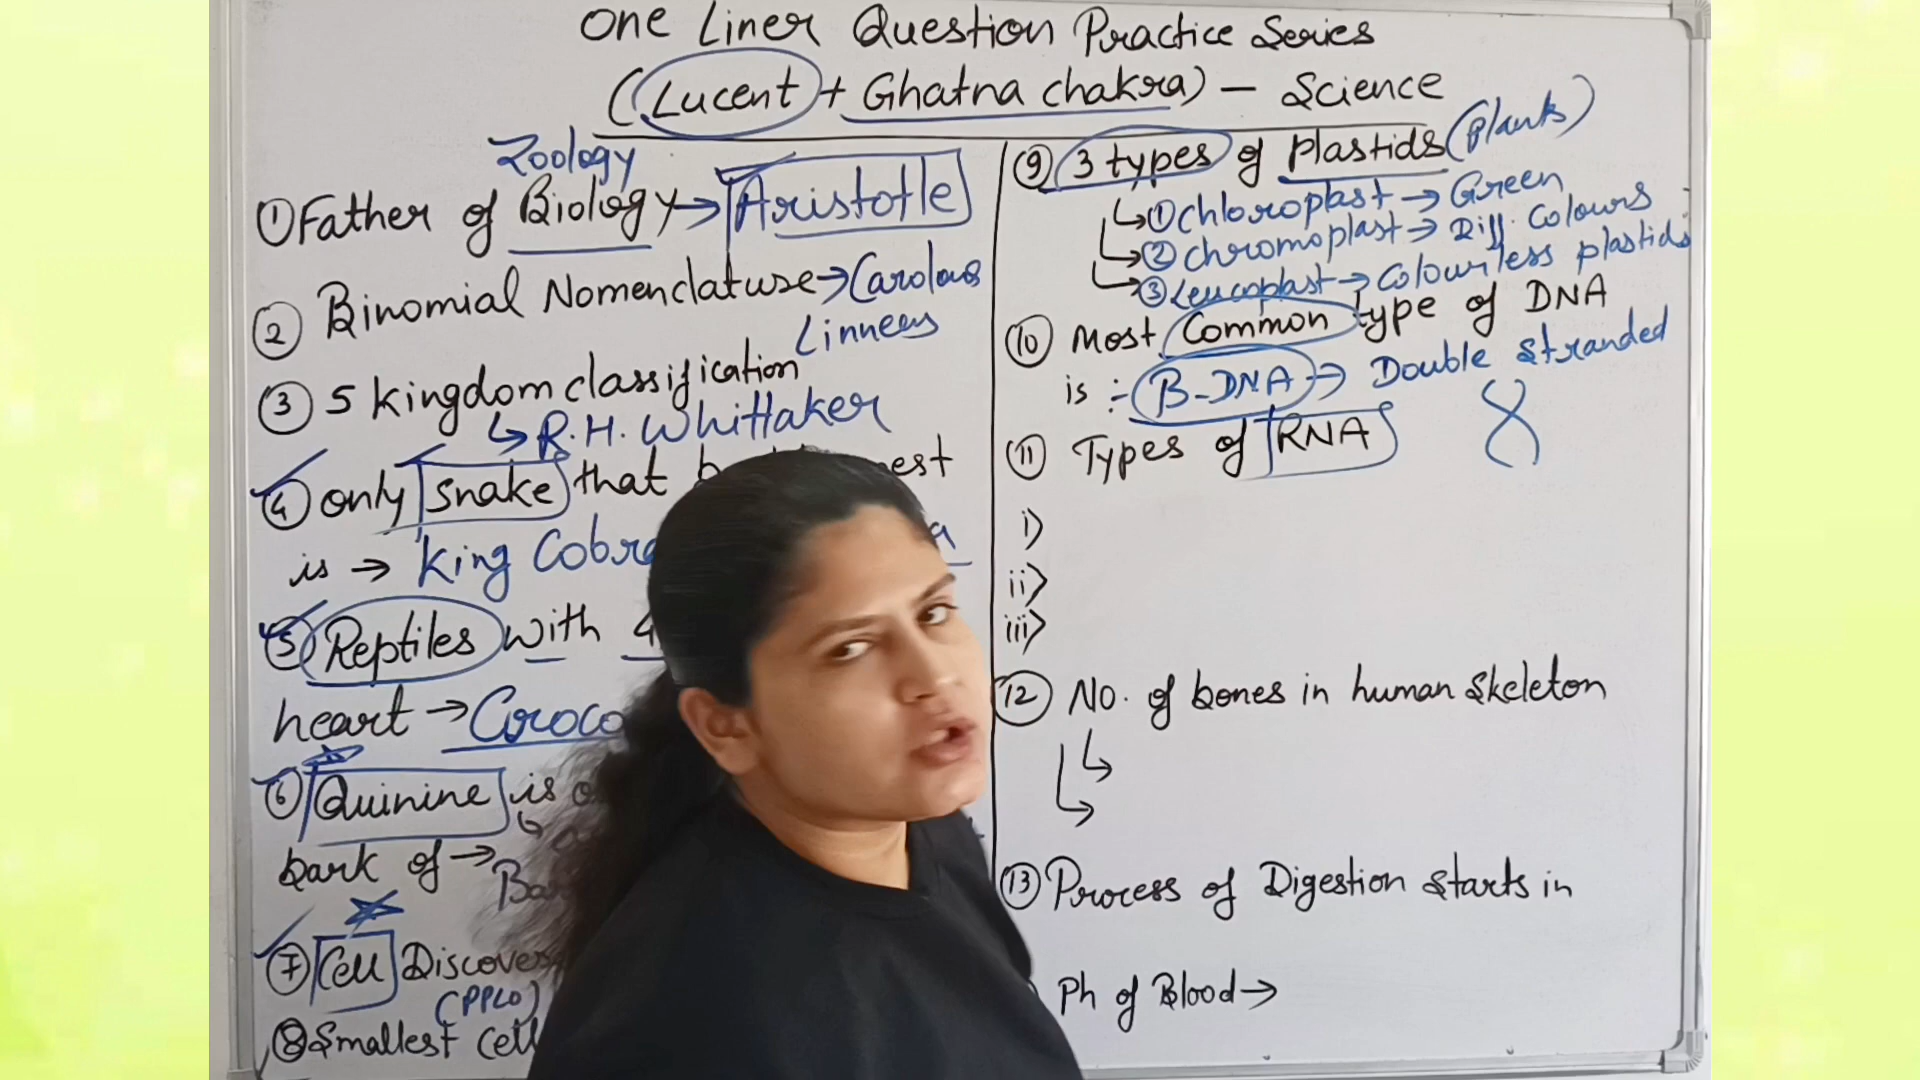 One Liner Question Practice Series
(Lucent + Ghatna chakra) - Science
Zoology
① Father of Biology → Aristotle
② Binomial Nomenclature → Carolous
Linneus
③ 5 kingdom classification
↳ R.H. Whittaker
④ only snake that
is → King Cobra
⑤ Reptiles with 4
heart →
⑥ Quinine is
bark of →
⑦ Cell
(PPLO)
⑧ Smallest Cell
⑨ 3 types of plastids (plants)
↳ ① Chloroplast → Green
↳ ② Chromoplast → Diff. Colours
↳ ③ Leucoplast → Colourless plastids
⑩ Most Common type of DNA
is :- B-DNA → Double stranded
⑪ Types of RNA
i)
ii)
iii)
⑫ No. of bones in human skeleton
⑬ Process of Digestion starts in
Ph of Blood →